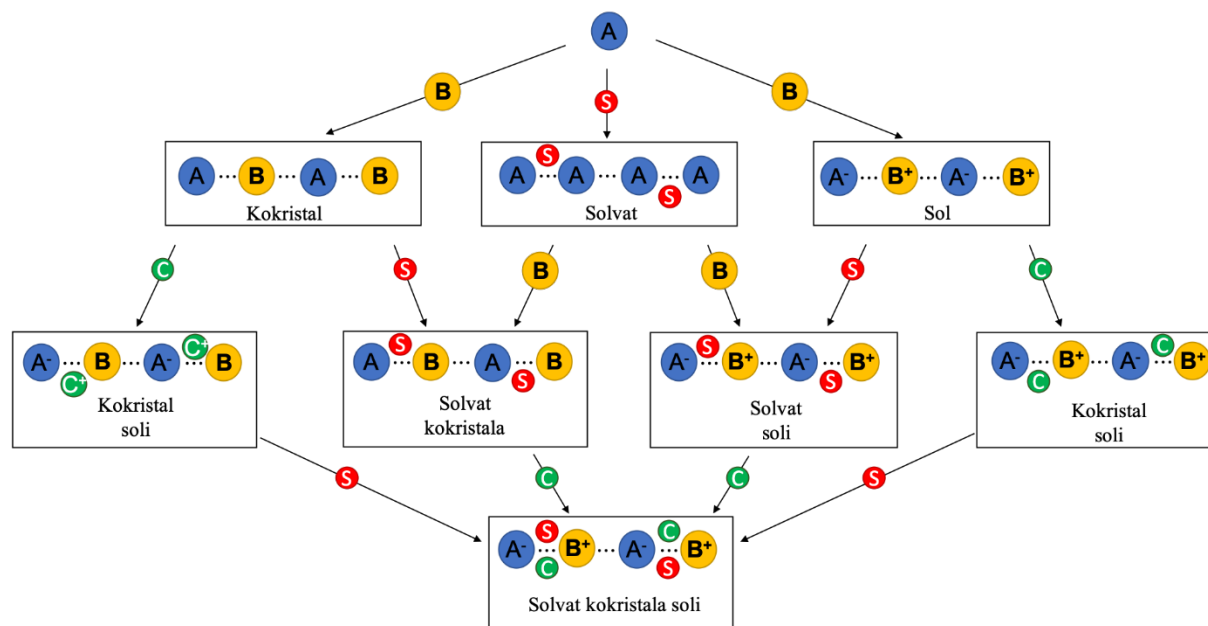 A
B
S
B
A ... B ... A ... B
Kokristal
S
A ... A ... A ... A
S
Solvat
A- ... B+ ... A- ... B+
Sol
C
S
B
B
S
C
C+
A- ... B ... A- ... B
C+
Kokristal
soli
S
A ... B ... A ... B
S
Solvat
kokristala
S
A- ... B+ ... A- ... B+
S
Solvat
soli
C
A- ... B+ ... A- ... B+
C
Kokristal
soli
S
C
C
S
S C
A- ... B+ ... A- ... B+
C S
Solvat kokristala soli